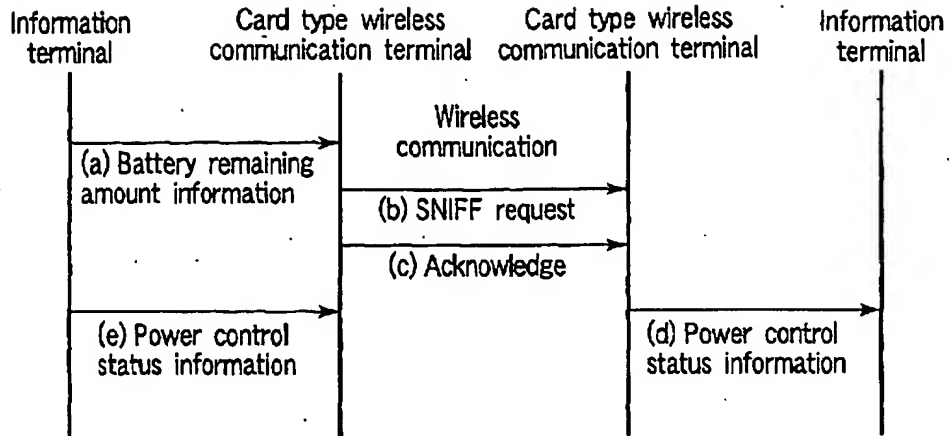 Information
terminal
Card type wireless
communication terminal
Card type wireless
communication terminal
Information
terminal
Wireless
communication
(a) Battery remaining
amount information
(b) SNIFF request
(c) Acknowledge
(e) Power control
status information
(d) Power control
status information